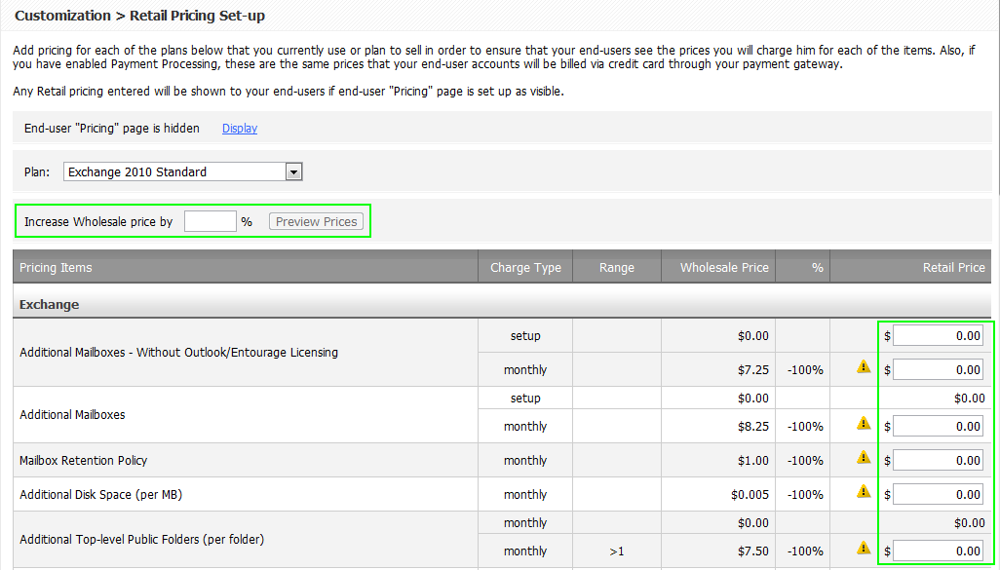 Customization > Retail Pricing Set-up
Add pricing for each of the plans below that you currently use or plan to sell in order to ensure that your end-users see the prices you will charge him for each of the items. Also, if
you have enabled Payment Processing, these are the same prices that your end-user accounts will be billed via credit card through your payment gateway.
Any Retail pricing entered will be shown to your end-users if end-user "Pricing" page is set up as visible.
End-user "Pricing" page is hidden Display
Plan: Exchange 2010 Standard
Increase Wholesale price by % Preview Prices
Pricing Items Charge Type Range Wholesale Price % Retail Price
Exchange
Additional Mailboxes - Without Outlook/Entourage Licensing
setup $0.00 $ 0.00
monthly $7.25 -100% $ 0.00
Additional Mailboxes
setup $0.00 $0.00
monthly $8.25 -100% $ 0.00
Mailbox Retention Policy monthly $1.00 -100% $ 0.00
Additional Disk Space (per MB) monthly $0.005 -100% $ 0.00
Additional Top-level Public Folders (per folder)
monthly $0.00 $0.00
monthly >1 $7.50 -100% $ 0.00